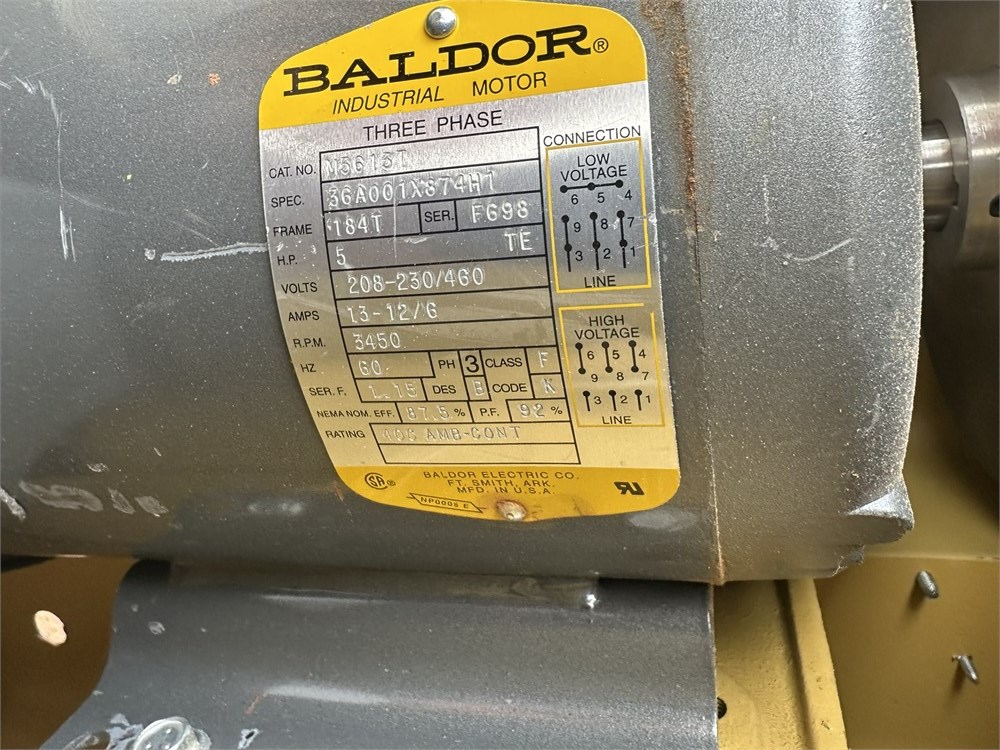 BALDOR®
INDUSTRIAL MOTOR
THREE PHASE
CAT. NO. M3613T
SPEC. 36A001X874H1
FRAME 184T SER. F698
H.P. 5 TE
VOLTS 208-230/460
AMPS 13-12/6
R.P.M. 3450
HZ 60 PH 3 CLASS F
SER. F. 1.15 DES B CODE K
NEMA NOM. EFF. 87.5 % P.F. 92 %
RATING 40C AMB-CONT
CONNECTION
LOW
VOLTAGE
6 5 4
9 8 7
3 2 1
LINE
HIGH
VOLTAGE
6 5 4
9 8 7
3 2 1
LINE
BALDOR ELECTRIC CO.
FT. SMITH, ARK.
MFD. IN U.S.A.
NP0005 E